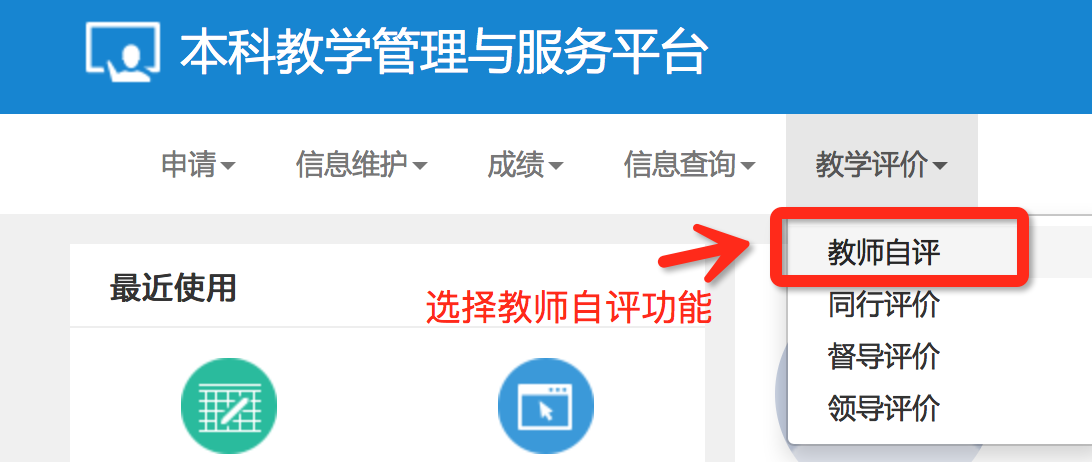 本科教学管理与服务平台
申请 信息维护 成绩 信息查询 教学评价
教师自评
最近使用
选择教师自评功能
同行评价
督导评价
领导评价